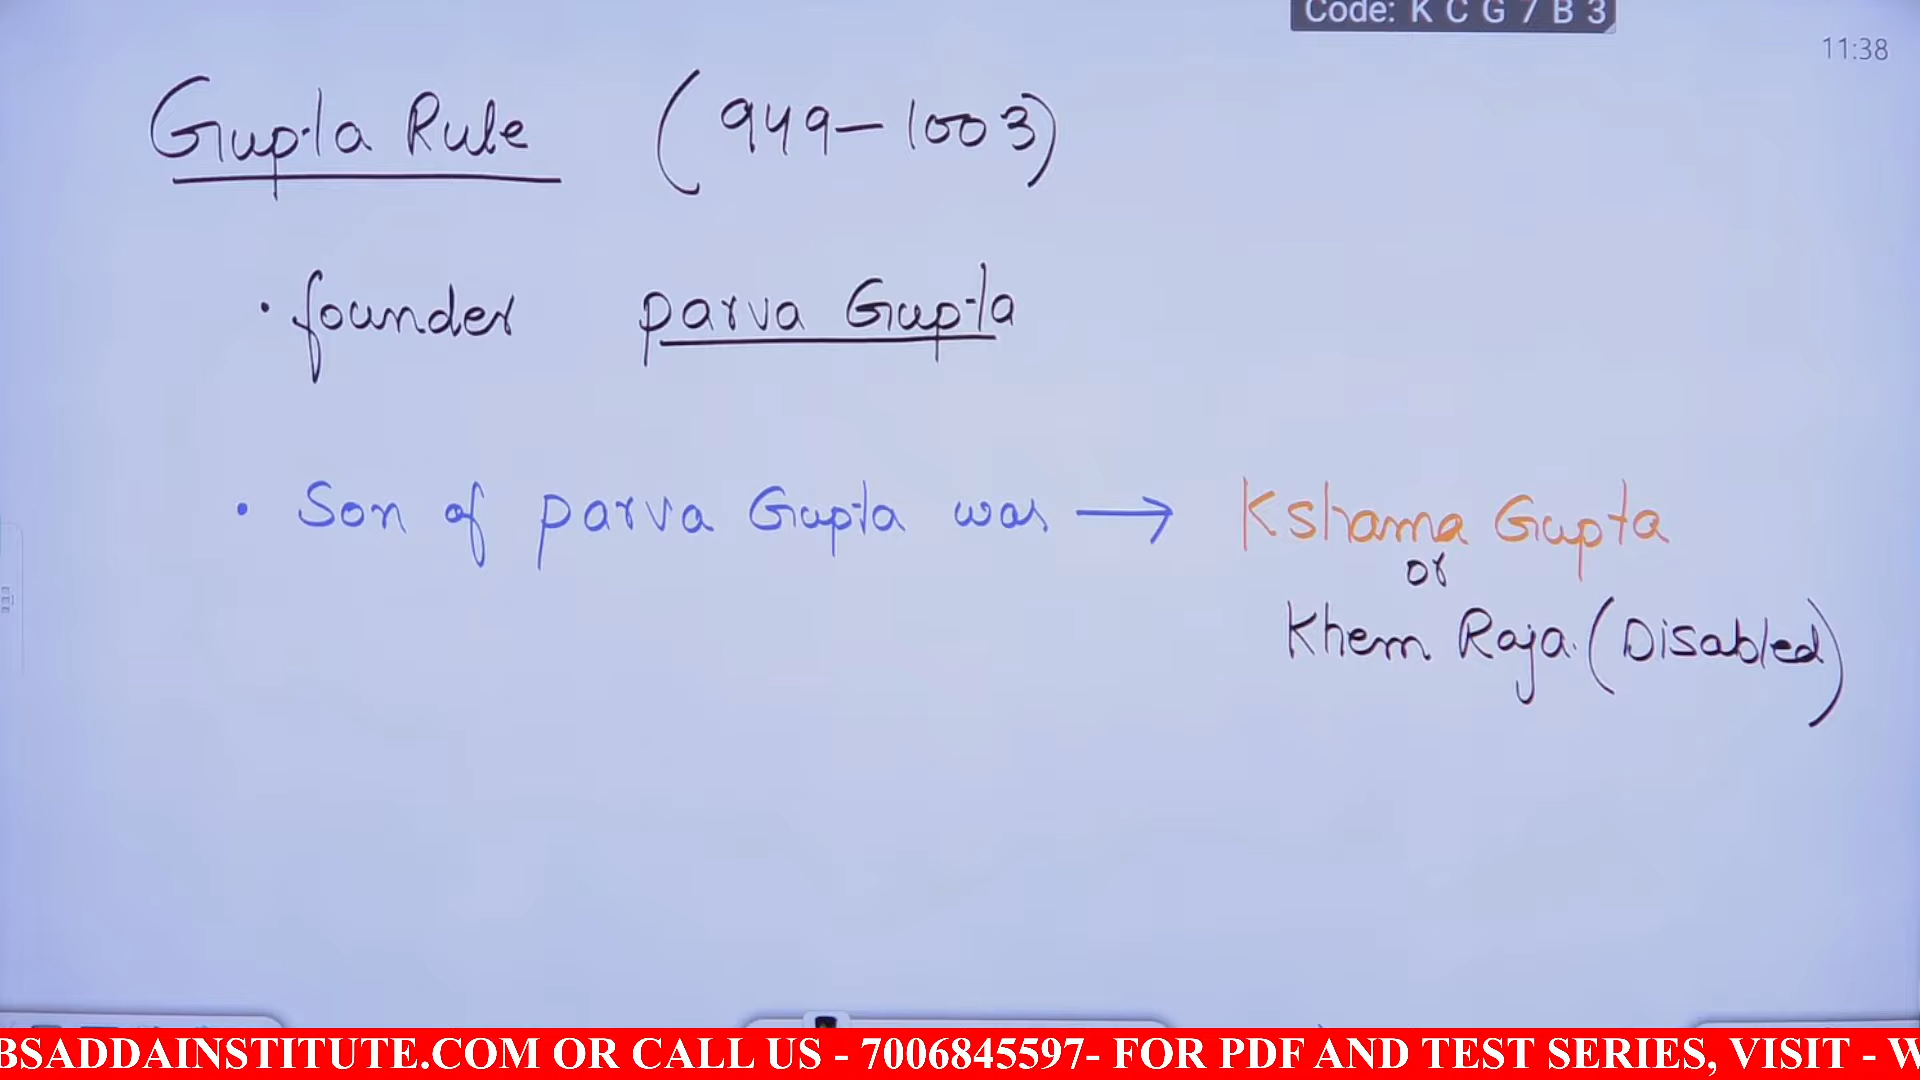 Code: K C G 7 B 3
11:38
Gupta Rule (949-1003)
• founder parva Gupta
• Son of parva Gupta was → Kshama Gupta
or
Khem Raja (Disabled)
BSADDAINSTITUTE.COM OR CALL US - 7006845597- FOR PDF AND TEST SERIES, VISIT - W